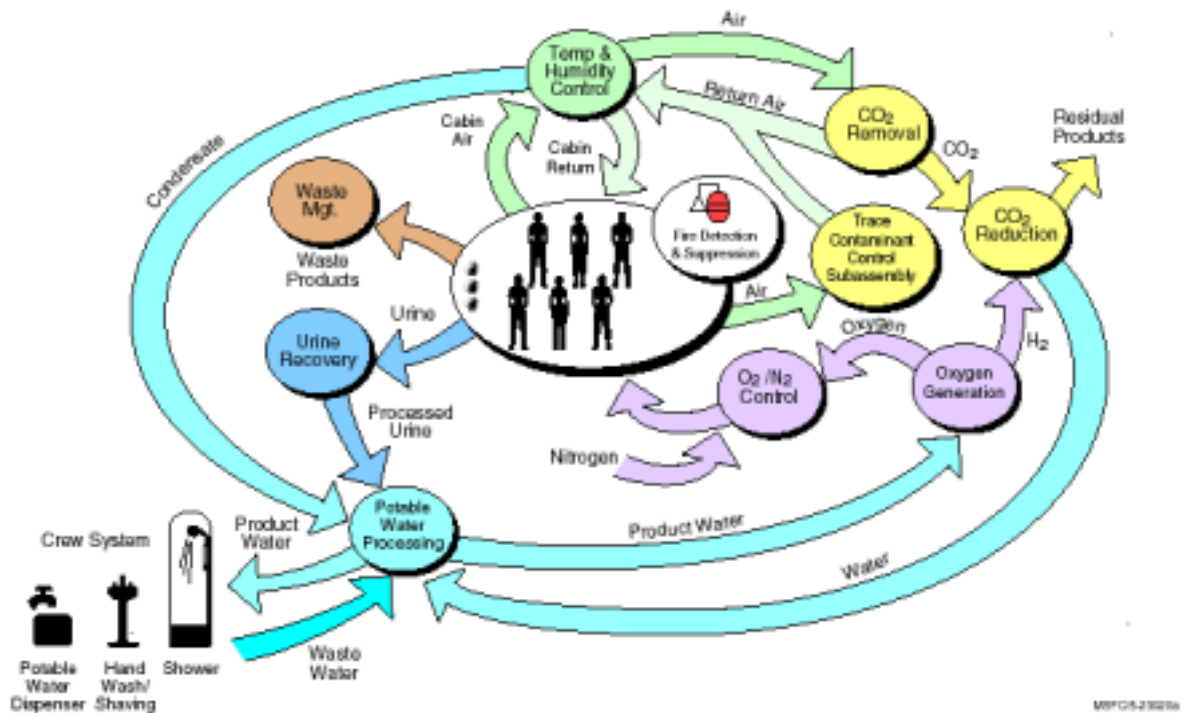 Air
Temp &
Humidity
Control
Return Air
CO2
Removal
Residual
Products
CO2
Cabin
Air
Cabin
Return
Condensate
Waste
Mgt.
Waste
Products
Fire Detection
& Suppression
Trace
Contaminant
Control
Subassembly
CO2
Reduction
Air
Urine
Oxygen
H2
Urine
Recovery
O2 /N2
Control
Oxygen
Generation
Processed
Urine
Nitrogen
Potable
Water
Processing
Product Water
Product
Water
Crew System
Water
Waste
Water
Potable
Water
Dispenser
Hand
Wash/
Shaving
Shower